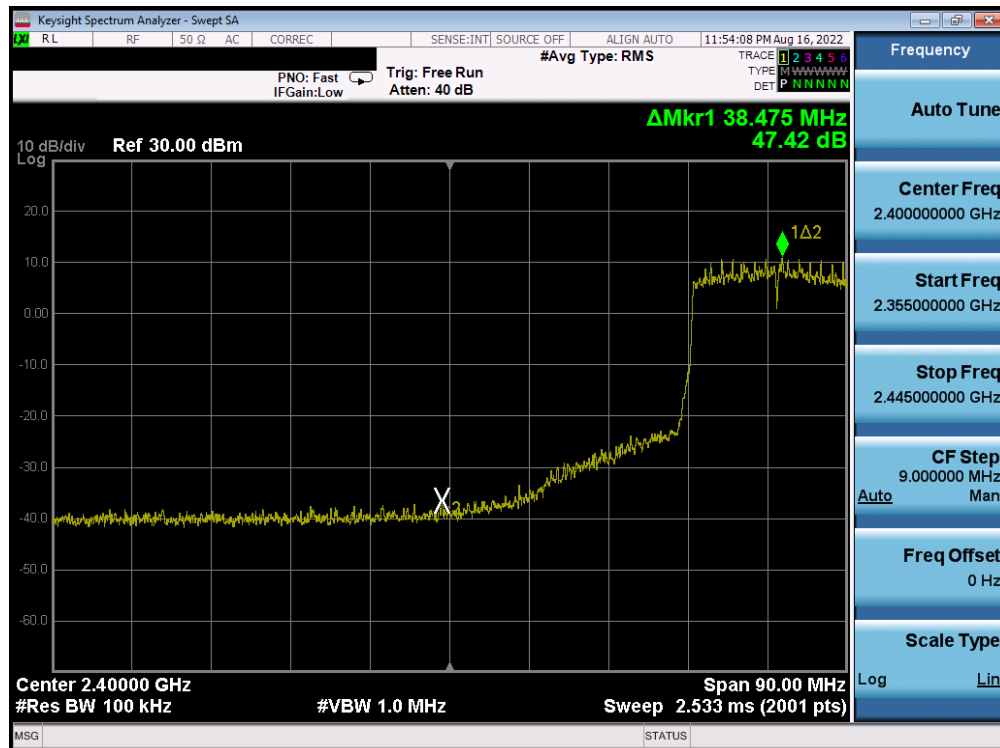 Keysight Spectrum Analyzer - Swept SA
LXI RL RF 50 Ω AC CORREC SENSE:INT SOURCE OFF ALIGN AUTO 11:54:08 PM Aug 16, 2022
PNO: Fast
IFGain:Low
Trig: Free Run
Atten: 40 dB
#Avg Type: RMS
TRACE 1 2 3 4 5 6
TYPE M WWWWW
DET P N N N N N
ΔMkr1 38.475 MHz
47.42 dB
10 dB/div Ref 30.00 dBm
Log
20.0
10.0
0.00
-10.0
-20.0
-30.0
-40.0
-50.0
-60.0
1Δ2
X2
Center 2.40000 GHz Span 90.00 MHz
#Res BW 100 kHz #VBW 1.0 MHz Sweep 2.533 ms (2001 pts)
MSG STATUS
Frequency
Auto Tune
Center Freq
2.400000000 GHz
Start Freq
2.355000000 GHz
Stop Freq
2.445000000 GHz
CF Step
9.000000 MHz
Auto Man
Freq Offset
0 Hz
Scale Type
Log Lin